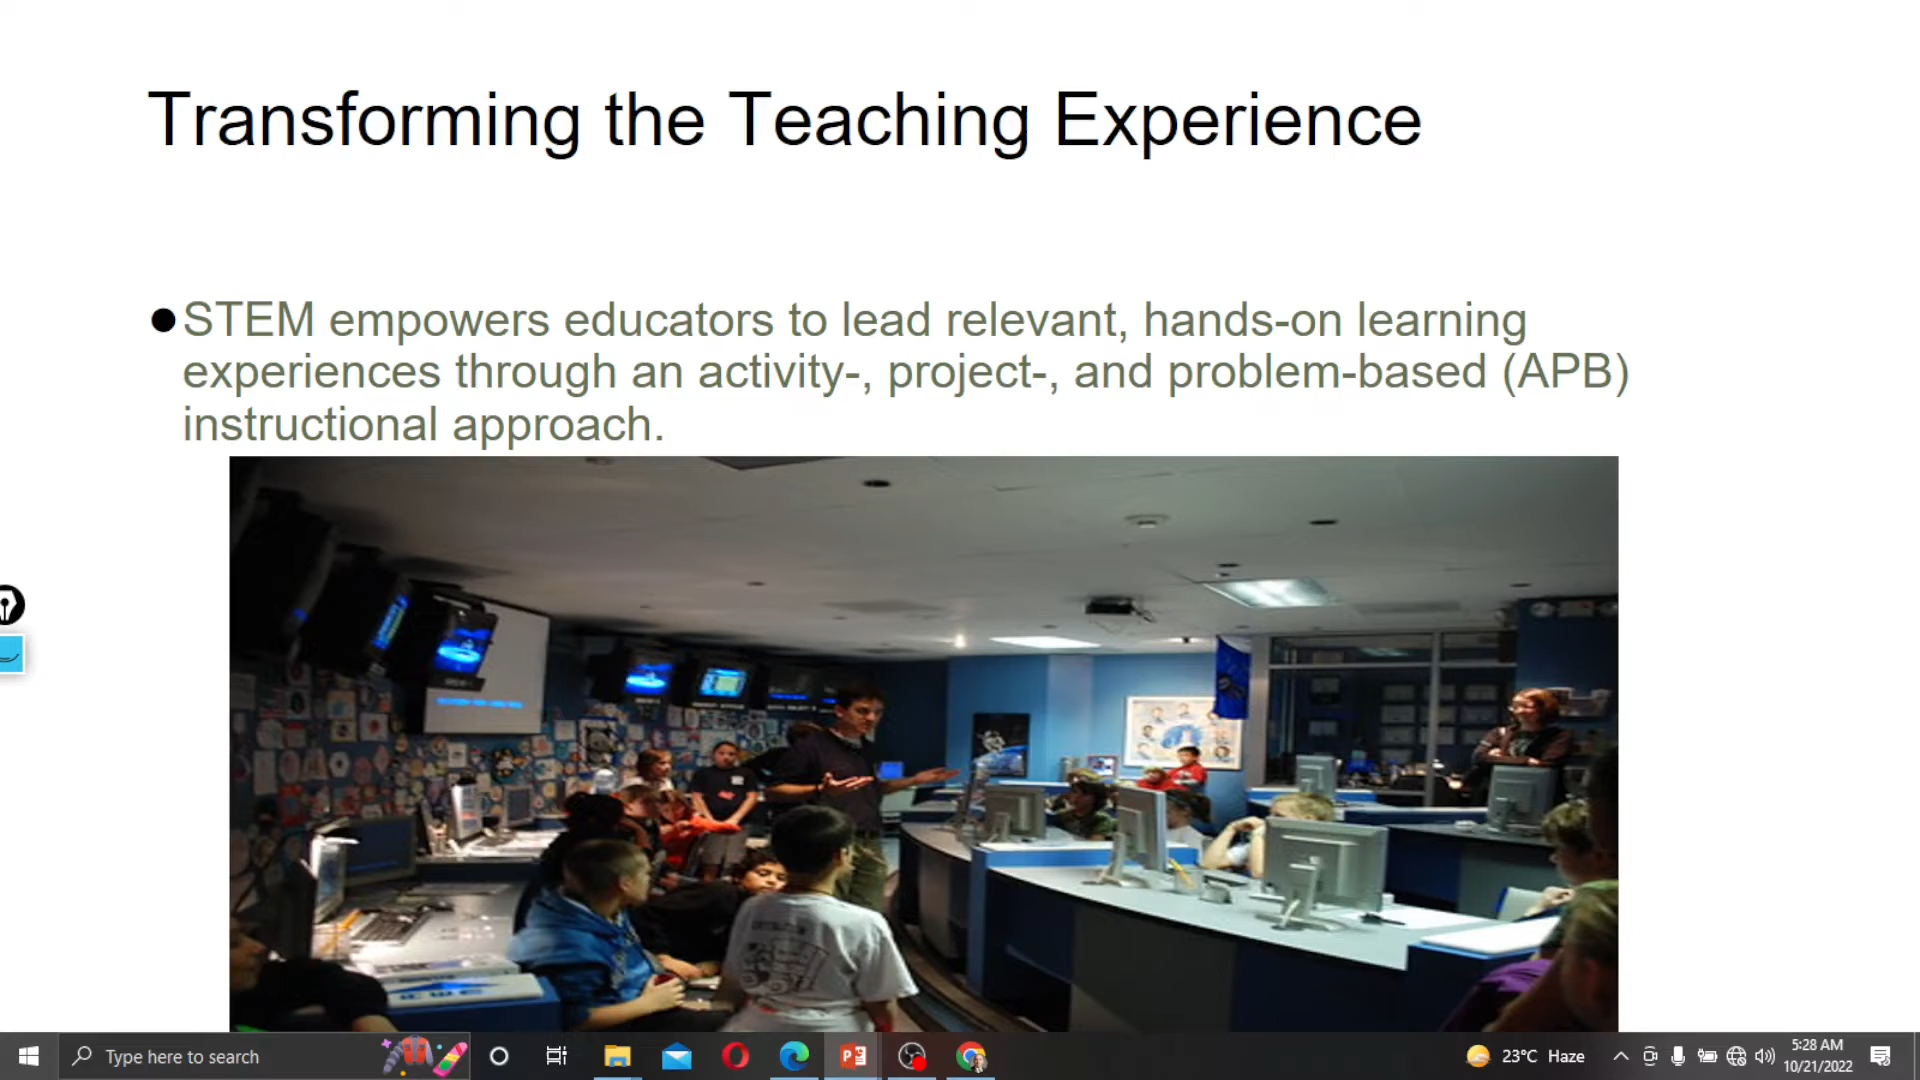 Transforming the Teaching Experience
●STEM empowers educators to lead relevant, hands-on learning
experiences through an activity-, project-, and problem-based (APB)
instructional approach.
Type here to search
23°C Haze
5:28 AM
10/21/2022